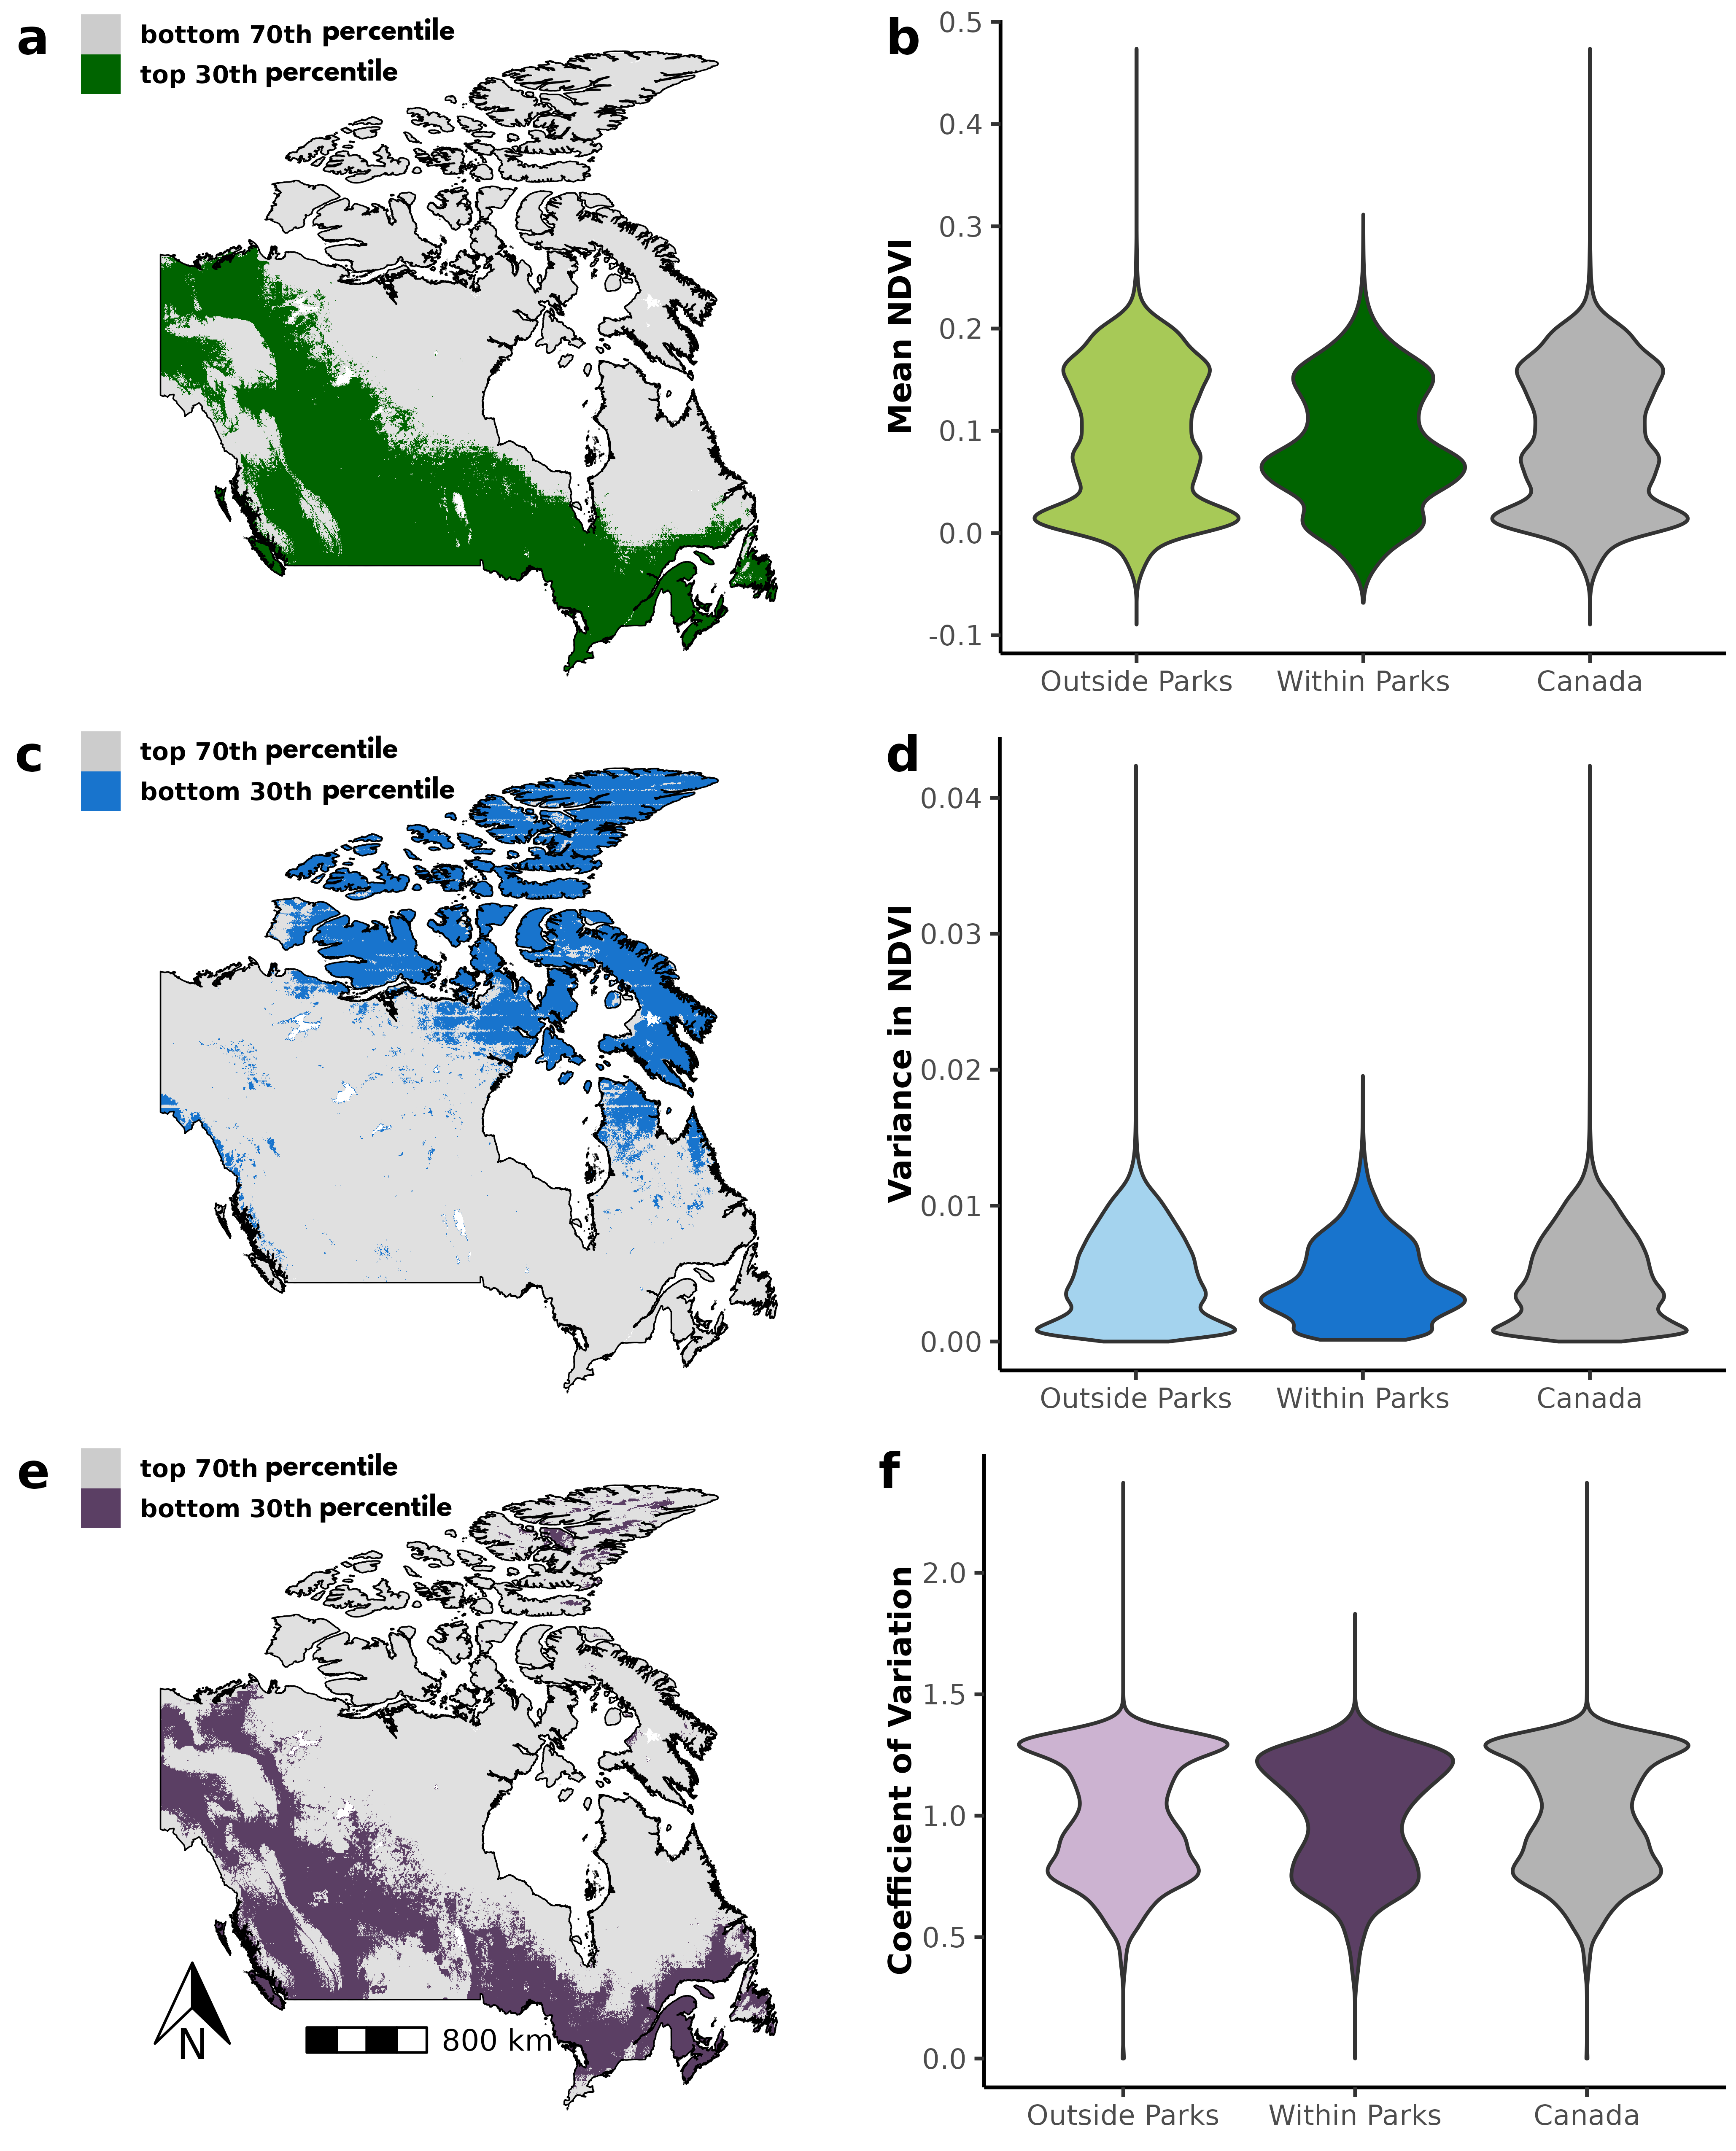 a
bottom 70th percentile
top 30th percentile
b
Mean NDVI
0.5
0.4
0.3
0.2
0.1
0.0
-0.1
Outside Parks Within Parks Canada
c
top 70th percentile
bottom 30th percentile
d
Variance in NDVI
0.04
0.03
0.02
0.01
0.00
Outside Parks Within Parks Canada
e
top 70th percentile
bottom 30th percentile
N
800 km
f
Coefficient of Variation
2.0
1.5
1.0
0.5
0.0
Outside Parks Within Parks Canada